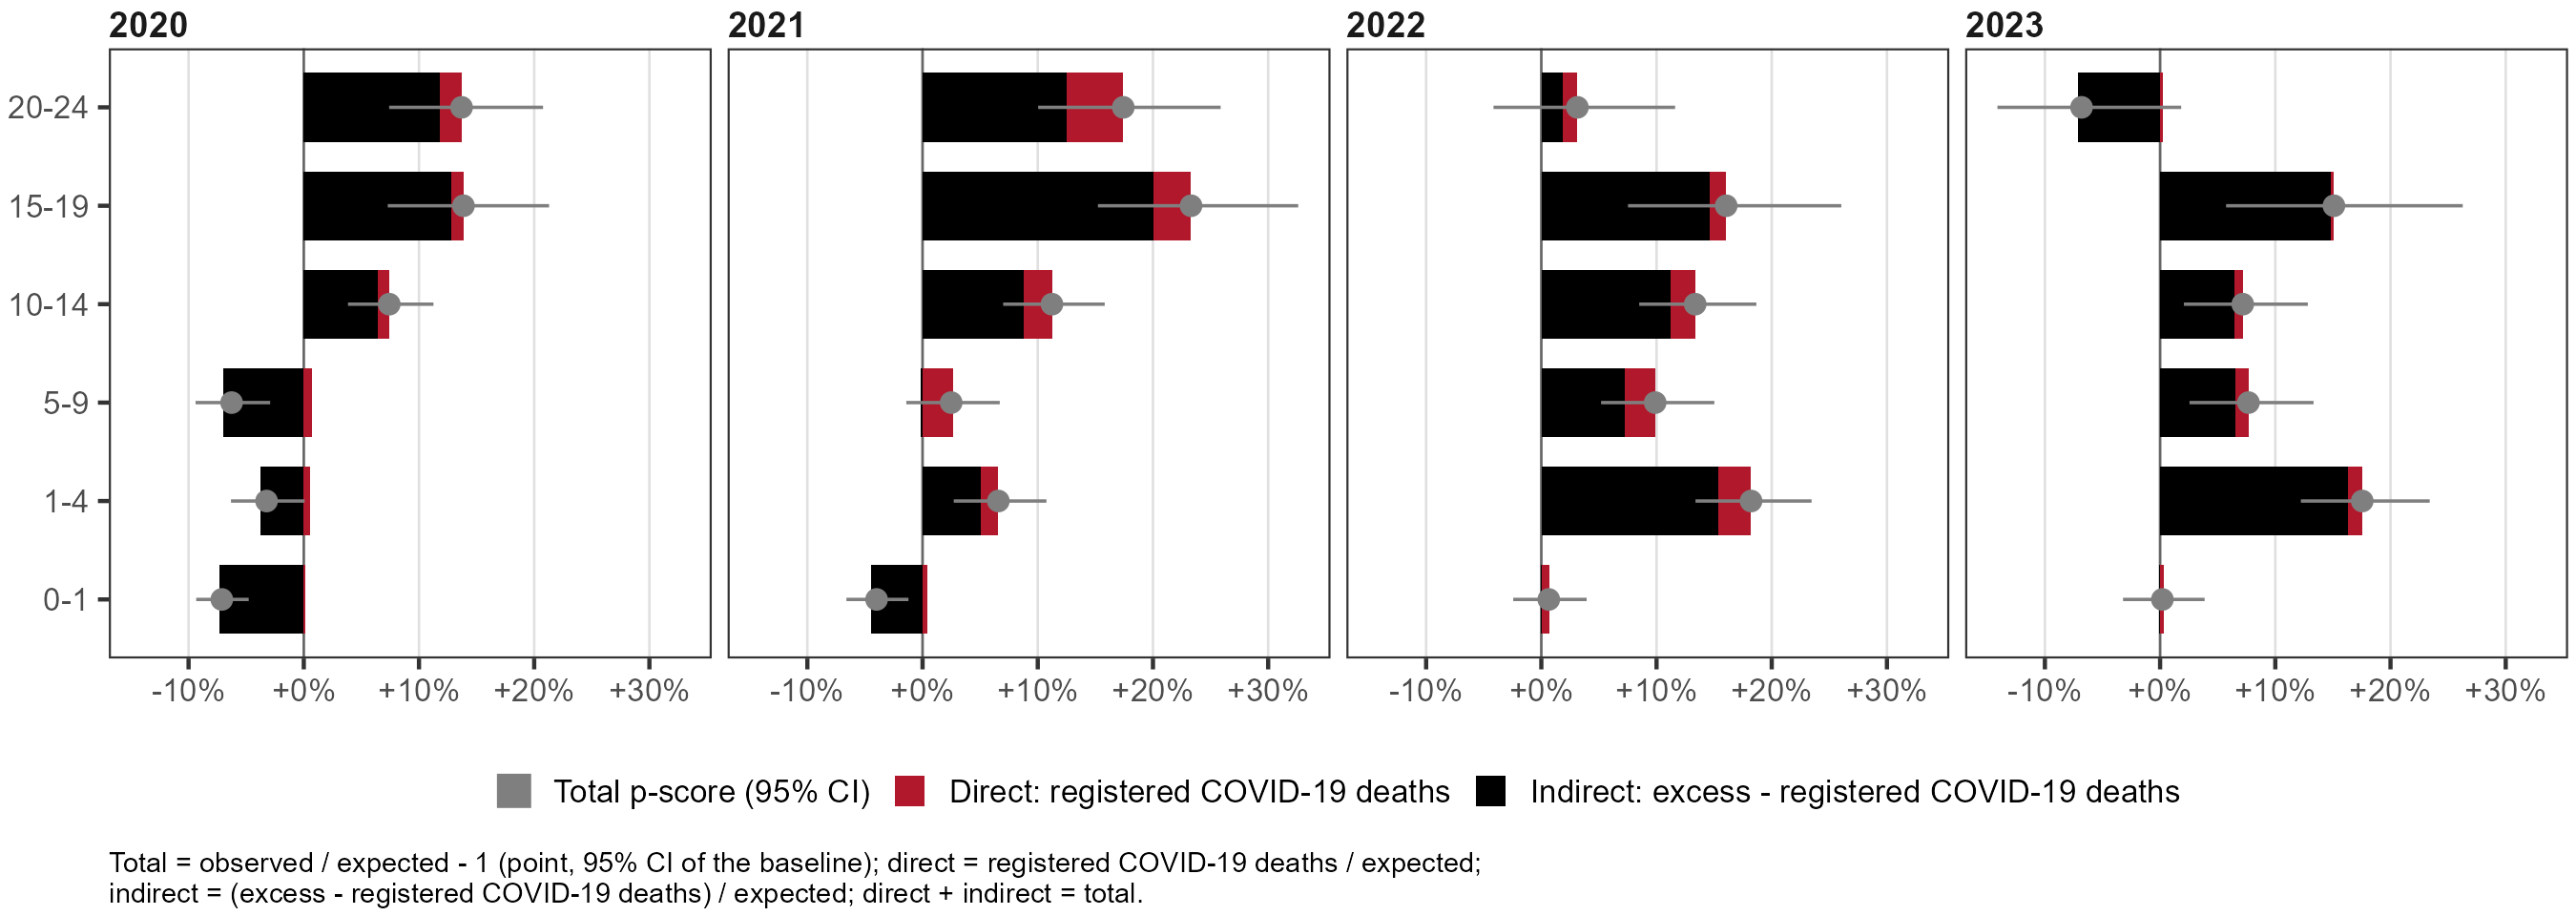 2020 2021 2022 2023
20-24
15-19
10-14
5-9
1-4
0-1
-10% +0% +10% +20% +30% -10% +0% +10% +20% +30% -10% +0% +10% +20% +30% -10% +0% +10% +20% +30%
Total p-score (95% CI) Direct: registered COVID-19 deaths Indirect: excess - registered COVID-19 deaths
Total = observed / expected - 1 (point, 95% CI of the baseline); direct = registered COVID-19 deaths / expected;
indirect = (excess - registered COVID-19 deaths) / expected; direct + indirect = total.